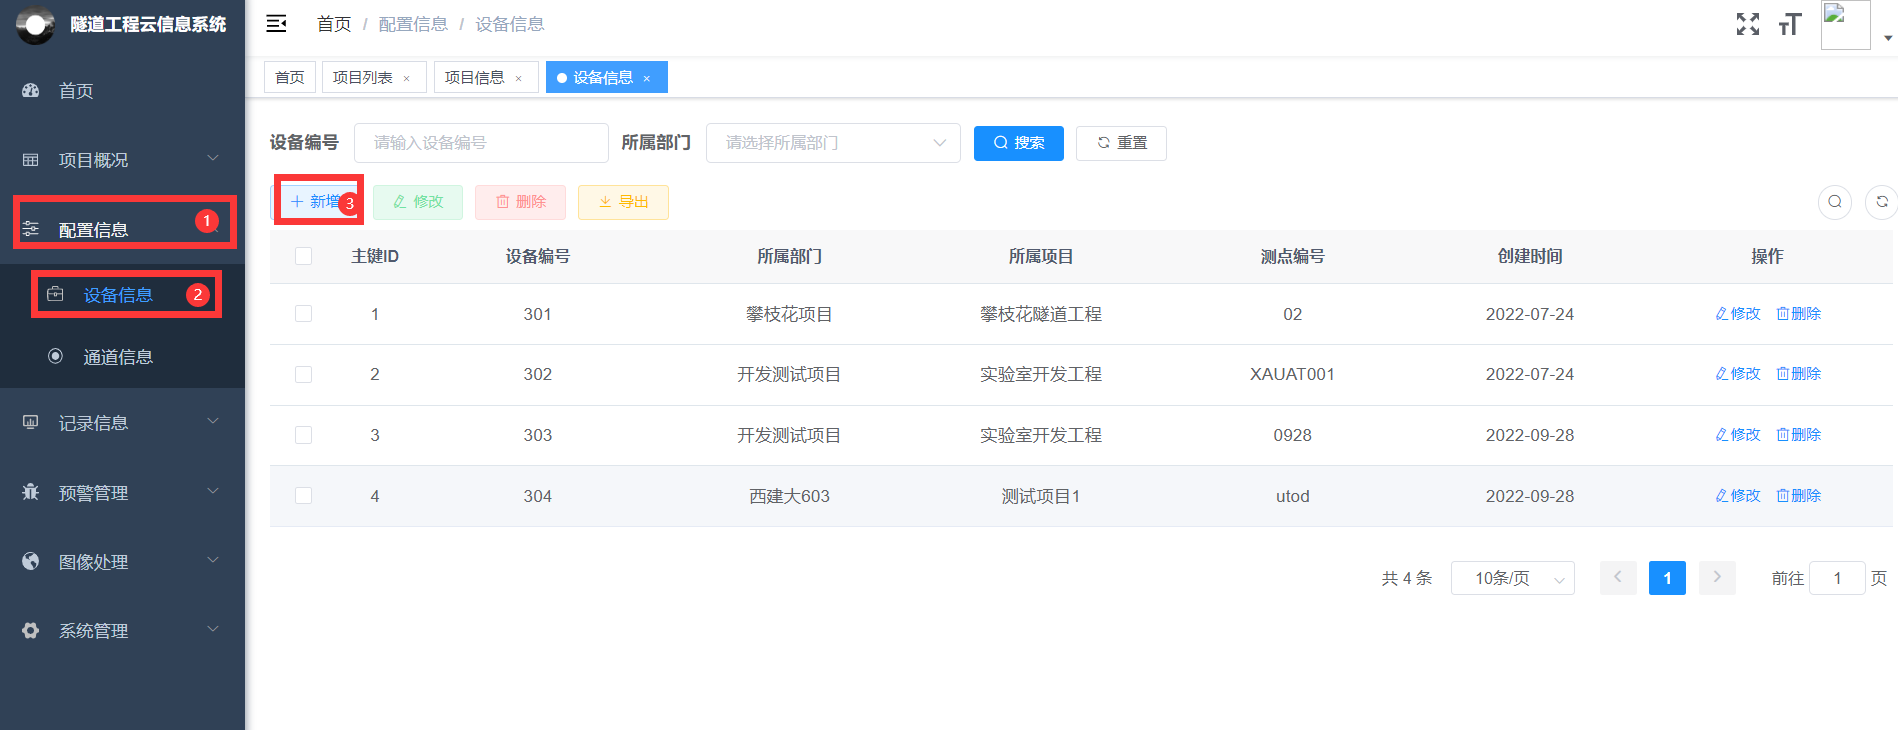 隧道工程云信息系统
首页 / 配置信息 / 设备信息
首页
项目列表 ×
项目信息 ×
设备信息 ×
首页
项目概况
配置信息 1
设备信息 2
通道信息
记录信息
预警管理
图像处理
系统管理
设备编号 请输入设备编号 所属部门 请选择所属部门 搜索 重置
新增 3 修改 删除 导出
主键ID 设备编号 所属部门 所属项目 测点编号 创建时间 操作
1 301 攀枝花项目 攀枝花隧道工程 02 2022-07-24 修改 删除
2 302 开发测试项目 实验室开发工程 XAUAT001 2022-07-24 修改 删除
3 303 开发测试项目 实验室开发工程 0928 2022-09-28 修改 删除
4 304 西建大603 测试项目1 utod 2022-09-28 修改 删除
共 4 条 10条/页 1 前往 1 页